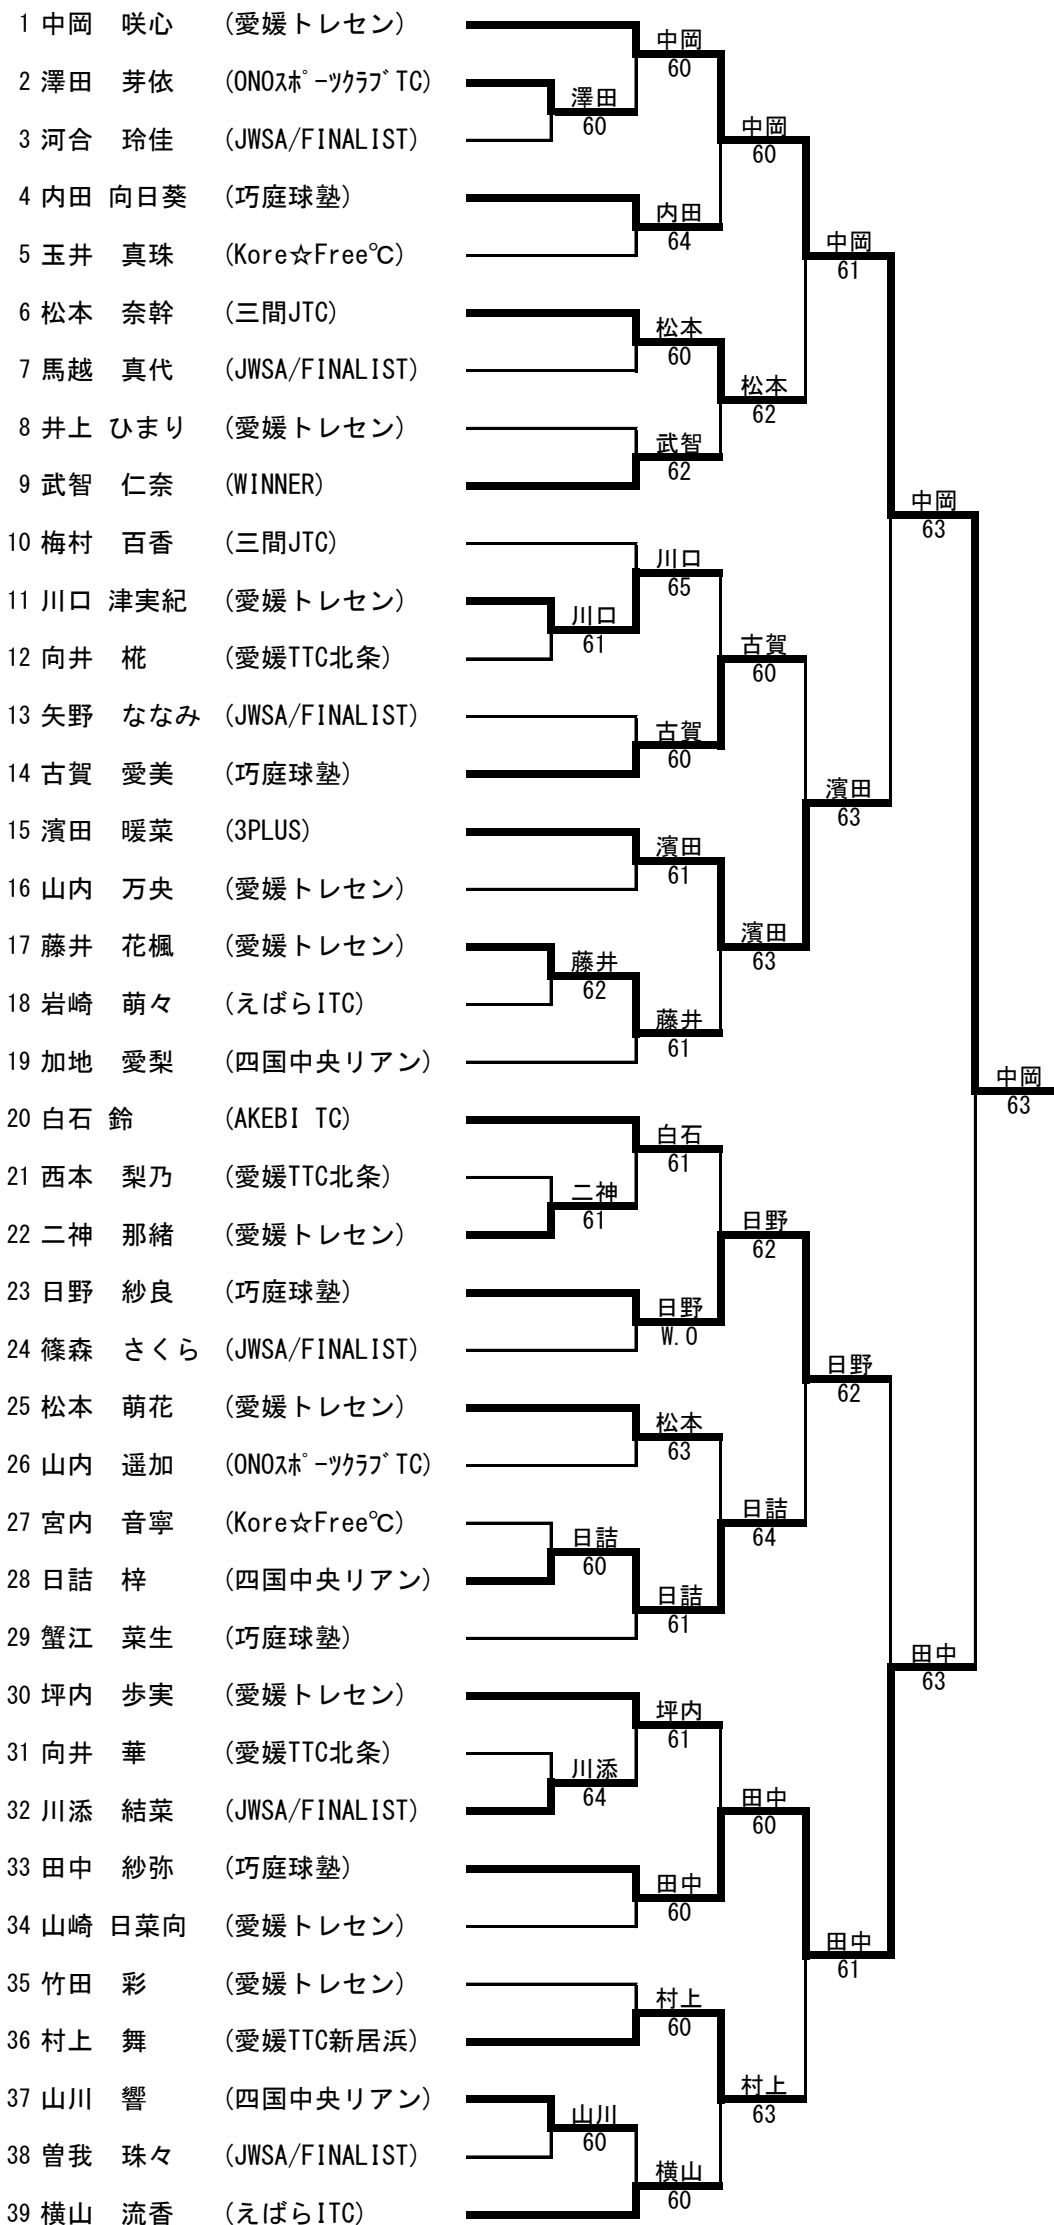 1 中岡　咲心 (愛媛トレセン)
2 澤田　芽依 (ONOｽﾎﾟｰﾂｸﾗﾌﾞTC)
3 河合　玲佳 (JWSA/FINALIST)
4 内田 向日葵 (巧庭球塾)
5 玉井　真珠 (Kore☆Free℃)
6 松本　奈幹 (三間JTC)
7 馬越　真代 (JWSA/FINALIST)
8 井上 ひまり (愛媛トレセン)
9 武智　仁奈 (WINNER)
10 梅村　百香 (三間JTC)
11 川口 津実紀 (愛媛トレセン)
12 向井　椛 (愛媛TTC北条)
13 矢野　ななみ (JWSA/FINALIST)
14 古賀　愛美 (巧庭球塾)
15 濱田　暖菜 (3PLUS)
16 山内　万央 (愛媛トレセン)
17 藤井　花楓 (愛媛トレセン)
18 岩崎　萌々 (えばらITC)
19 加地　愛梨 (四国中央リアン)
20 白石 鈴 (AKEBI TC)
21 西本　梨乃 (愛媛TTC北条)
22 二神　那緒 (愛媛トレセン)
23 日野　紗良 (巧庭球塾)
24 篠森　さくら (JWSA/FINALIST)
25 松本　萌花 (愛媛トレセン)
26 山内　遥加 (ONOｽﾎﾟｰﾂｸﾗﾌﾞTC)
27 宮内　音寧 (Kore☆Free℃)
28 日詰　梓 (四国中央リアン)
29 蟹江　菜生 (巧庭球塾)
30 坪内　歩実 (愛媛トレセン)
31 向井　華 (愛媛TTC北条)
32 川添　結菜 (JWSA/FINALIST)
33 田中　紗弥 (巧庭球塾)
34 山崎 日菜向 (愛媛トレセン)
35 竹田　彩 (愛媛トレセン)
36 村上　舞 (愛媛TTC新居浜)
37 山川　響 (四国中央リアン)
38 曽我　珠々 (JWSA/FINALIST)
39 横山　流香 (えばらITC)
澤田
60
川口
61
藤井
62
二神
61
日詰
60
川添
64
山川
60
中岡
60
内田
64
松本
60
武智
62
川口
65
古賀
60
濱田
61
藤井
61
白石
61
日野
W.O
松本
63
日詰
61
坪内
61
田中
60
村上
60
横山
60
中岡
60
松本
62
古賀
60
濱田
63
日野
62
日詰
64
田中
60
村上
63
中岡
61
濱田
63
日野
62
田中
61
中岡
63
田中
63
中岡
63